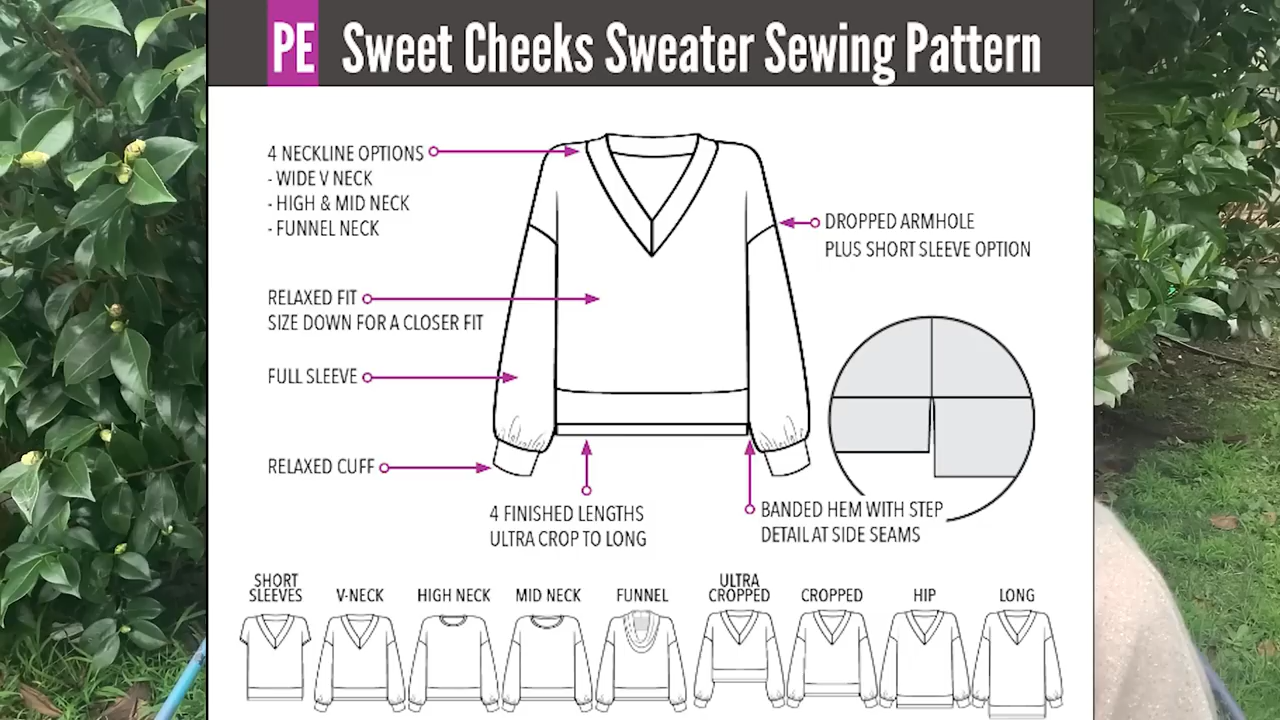 PE Sweet Cheeks Sweater Sewing Pattern
4 NECKLINE OPTIONS
- WIDE V NECK
- HIGH & MID NECK
- FUNNEL NECK
DROPPED ARMHOLE
PLUS SHORT SLEEVE OPTION
RELAXED FIT
SIZE DOWN FOR A CLOSER FIT
FULL SLEEVE
RELAXED CUFF
4 FINISHED LENGTHS
ULTRA CROP TO LONG
BANDED HEM WITH STEP
DETAIL AT SIDE SEAMS
SHORT
SLEEVES
V-NECK
HIGH NECK
MID NECK
FUNNEL
ULTRA
CROPPED
CROPPED
HIP
LONG